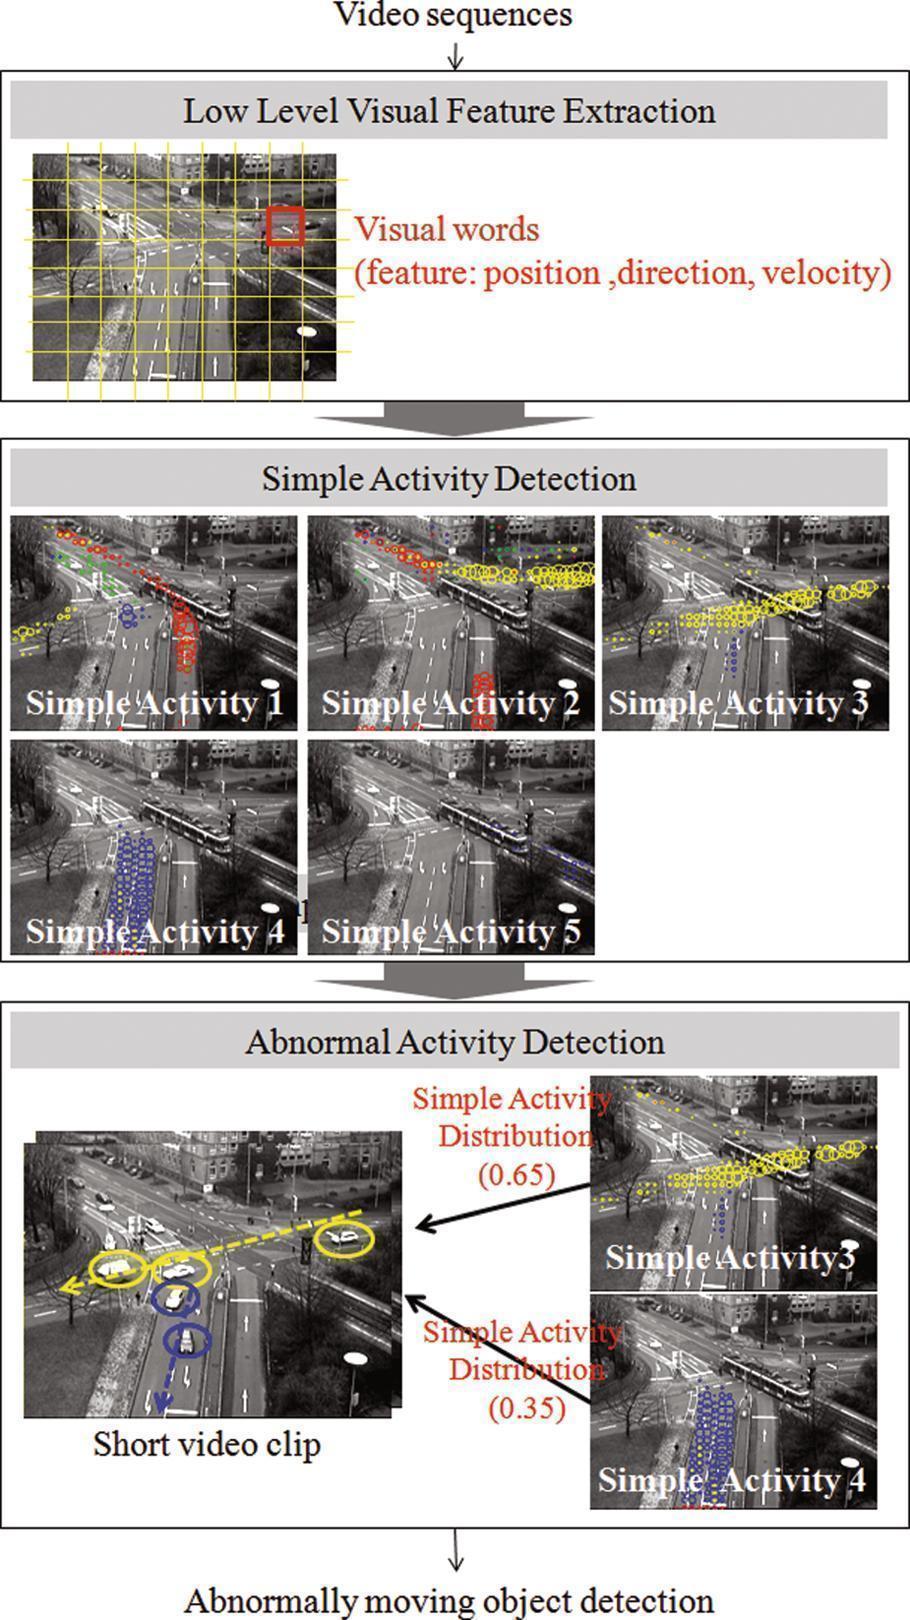 Video sequences
Low Level Visual Feature Extraction
Visual words
(feature: position ,direction, velocity)
Simple Activity Detection
Simple Activity 1
Simple Activity 2
Simple Activity 3
Simple Activity 4
Simple Activity 5
Abnormal Activity Detection
Simple Activity
Distribution
(0.65)
Simple Activity3
Simple Activity
Distribution
(0.35)
Simple Activity 4
Short video clip
Abnormally moving object detection